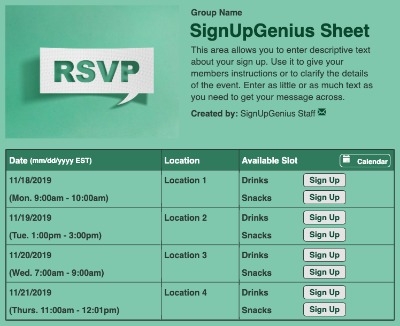 RSVP
Group Name
SignUpGenius Sheet
This area allows you to enter descriptive text
about your sign up. Use it to give your
members instructions or to clarify the details
of the event. Enter as little or as much text as
you need to get your message across.
Created by: SignUpGenius Staff
Date (mm/dd/yyyy EST) Location Available Slot Calendar
11/18/2019 Location 1 Drinks Sign Up
(Mon. 9:00am - 10:00am) Snacks Sign Up
11/19/2019 Location 2 Drinks Sign Up
(Tue. 1:00pm - 3:00pm) Snacks Sign Up
11/20/2019 Location 3 Drinks Sign Up
(Wed. 7:00am - 9:00am) Snacks Sign Up
11/21/2019 Location 4 Drinks Sign Up
(Thurs. 11:00am - 12:01pm) Snacks Sign Up